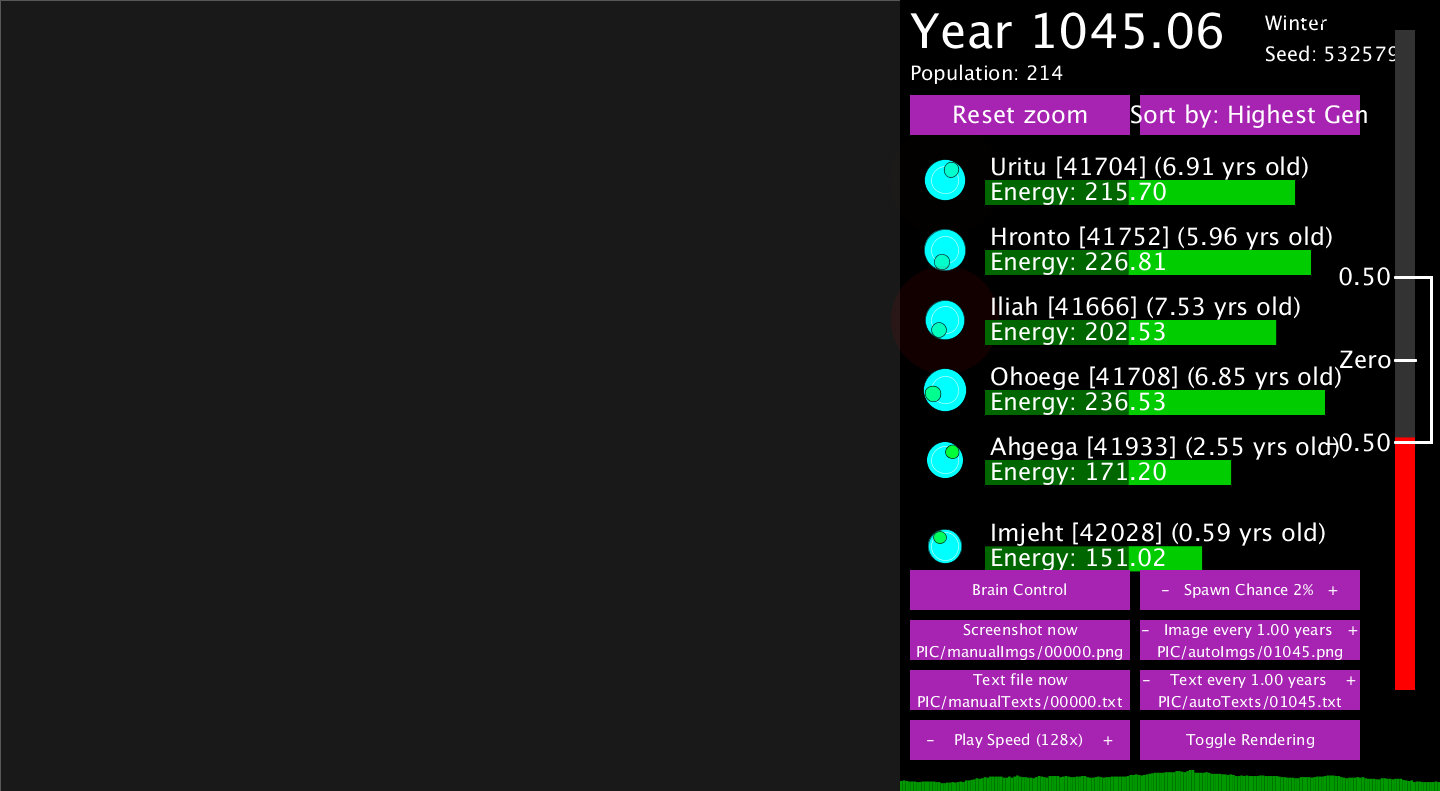 Year 1045.06
Winter
Seed: 532579
Population: 214
Reset zoom
Sort by: Highest Gen
Uritu [41704] (6.91 yrs old)
Energy: 215.70
Hronto [41752] (5.96 yrs old)
Energy: 226.81
0.50
Iliah [41666] (7.53 yrs old)
Energy: 202.53
Zero
Ohoege [41708] (6.85 yrs old)
Energy: 236.53
Ahgega [41933] (2.55 yrs old)
-0.50
Energy: 171.20
Imjeht [42028] (0.59 yrs old)
Energy: 151.02
Brain Control
- Spawn Chance 2% +
Screenshot now
PIC/manualImgs/00000.png
- Image every 1.00 years +
PIC/autoImgs/01045.png
Text file now
PIC/manualTexts/00000.txt
- Text every 1.00 years +
PIC/autoTexts/01045.txt
- Play Speed (128x) +
Toggle Rendering